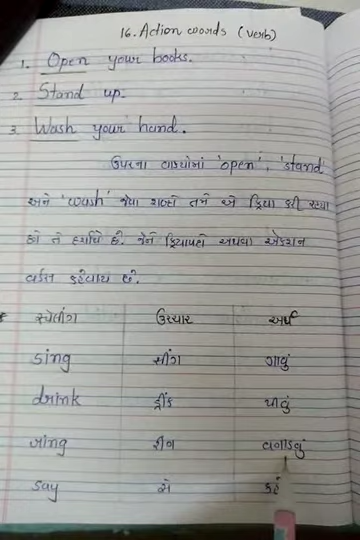 16. Action words (verb)
1. Open your books.
2. Stand up.
3. Wash your hand.
ઉપરના વાક્યોમાં 'open', 'stand'
અને 'wash' જેવા શબ્દો તમે એ ક્રિયા કરી રહ્યા
છો તે દર્શાવે છે. જેને ક્રિયાપદો અથવા એક્શન
વર્ડસ કહેવાય છે.
સ્પેલીંગ ઉચ્ચાર અર્થ
sing સીંગ ગાવું
drink ડ્રીંક પીવું
ring રીંગ વગાડવું
say સે